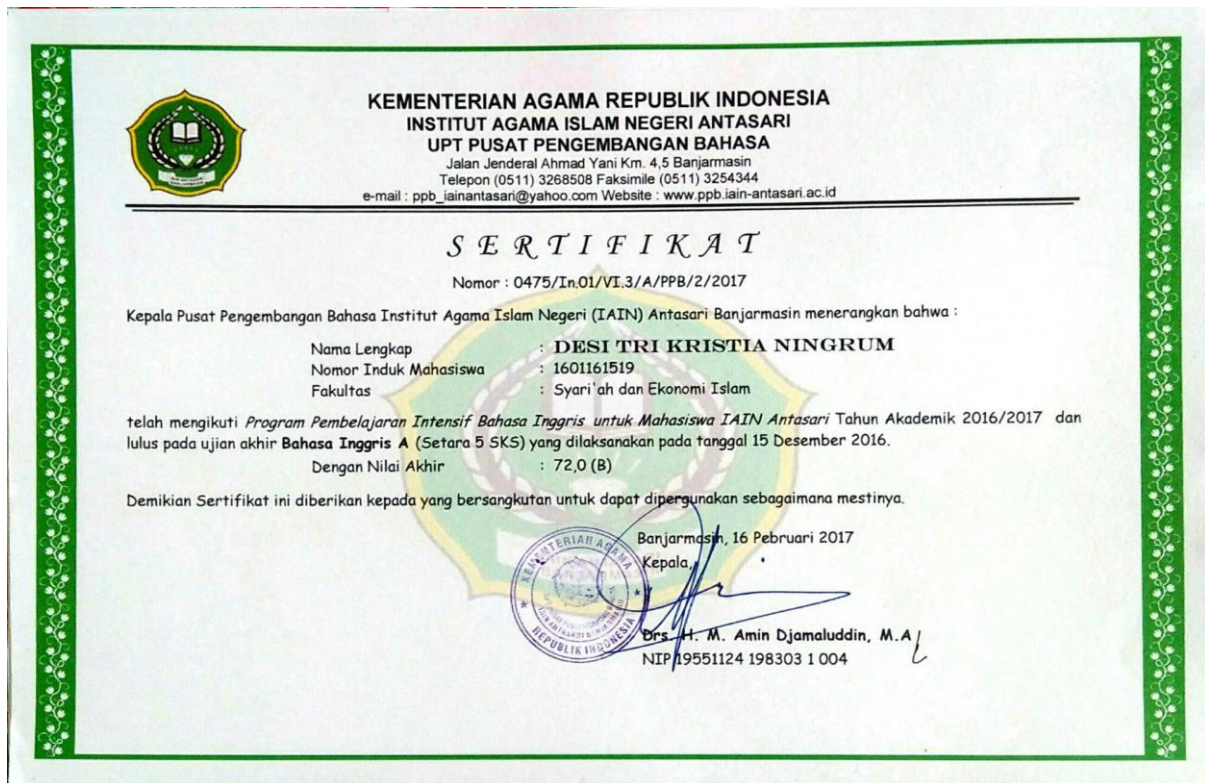 KEMENTERIAN AGAMA REPUBLIK INDONESIA
INSTITUT AGAMA ISLAM NEGERI ANTASARI
UPT PUSAT PENGEMBANGAN BAHASA
Jalan Jenderal Ahmad Yani Km. 4,5 Banjarmasin
Telepon (0511) 3268508 Faksimile (0511) 3254344
e-mail : ppb_iainantasari@yahoo.com Website : www.ppb.iain-antasari.ac.id
SERTIFIKAT
Nomor : 0475/In.01/VI.3/A/PPB/2/2017
Kepala Pusat Pengembangan Bahasa Institut Agama Islam Negeri (IAIN) Antasari Banjarmasin menerangkan bahwa :
Nama Lengkap : DESI TRI KRISTIA NINGRUM
Nomor Induk Mahasiswa : 1601161519
Fakultas : Syari'ah dan Ekonomi Islam
telah mengikuti Program Pembelajaran Intensif Bahasa Inggris untuk Mahasiswa IAIN Antasari Tahun Akademik 2016/2017 dan
lulus pada ujian akhir Bahasa Inggris A (Setara 5 SKS) yang dilaksanakan pada tanggal 15 Desember 2016.
Dengan Nilai Akhir : 72,0 (B)
Demikian Sertifikat ini diberikan kepada yang bersangkutan untuk dapat dipergunakan sebagaimana mestinya.
Banjarmasin, 16 Pebruari 2017
Kepala,
KEMENTERIAN AGAMA
REPUBLIK INDONESIA
Drs. H. M. Amin Djamaluddin, M.A
NIP 19551124 198303 1 004